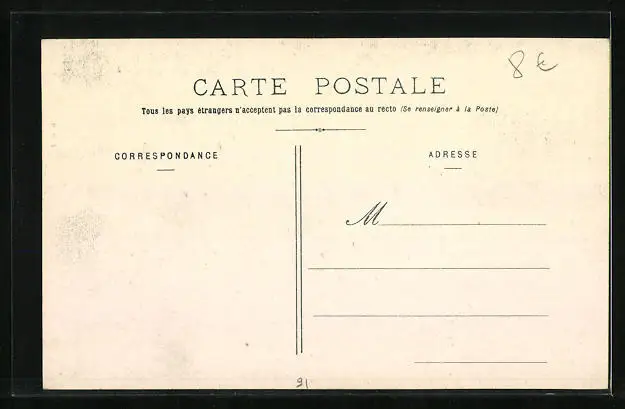 8 €
CARTE POSTALE
Tous les pays étrangers n'acceptent pas la correspondance au recto (Se renseigner à la Poste)
CORRESPONDANCE
ADRESSE
M
91